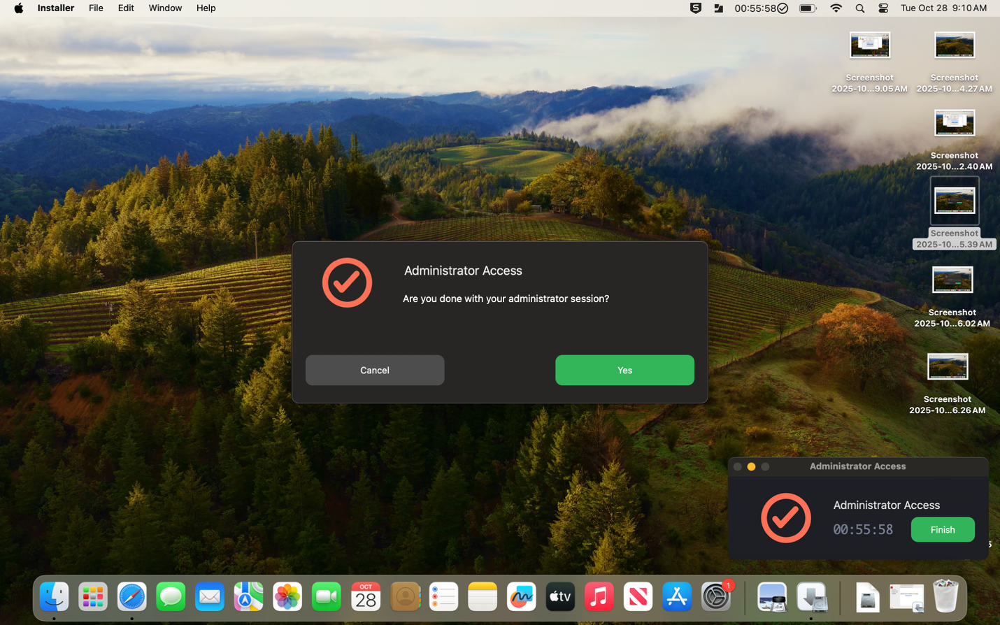 Installer File Edit Window Help 00:55:58 Tue Oct 28 9:10 AM
Screenshot
2025-10...9.05 AM
Screenshot
2025-10...4.27 AM
Screenshot
2025-10...2.40 AM
Screenshot
2025-10...5.39 AM
Screenshot
2025-10...6.02 AM
Screenshot
2025-10...6.26 AM
Administrator Access
Are you done with your administrator session?
Cancel Yes
Administrator Access
Administrator Access
00:55:58 Finish
OCT
28
tv
1